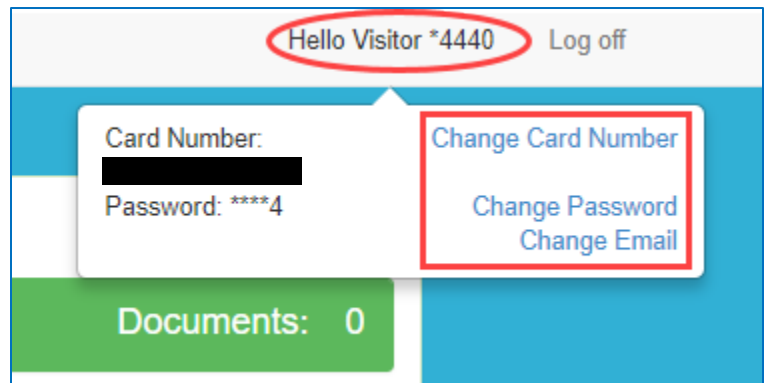 Hello Visitor *4440 Log off
Card Number: Change Card Number
Password: ****4 Change Password
Change Email
Documents: 0